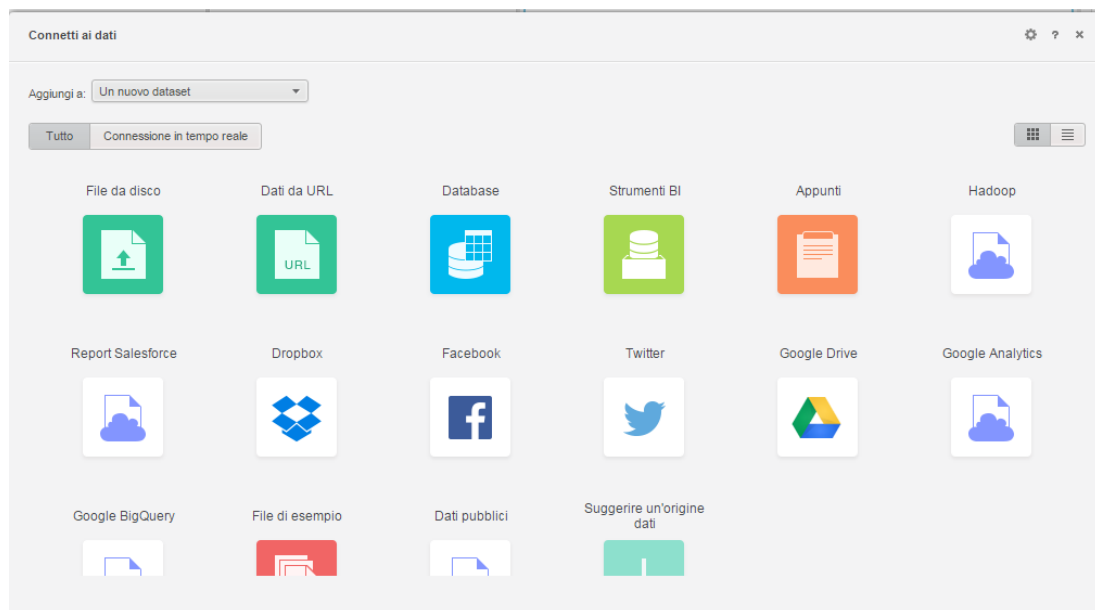 Connetti ai dati
?
Aggiungi a: Un nuovo dataset
Tutto Connessione in tempo reale
File da disco Dati da URL Database Strumenti BI Appunti Hadoop
URL
Report Salesforce Dropbox Facebook Twitter Google Drive Google Analytics
Google BigQuery File di esempio Dati pubblici Suggerire un'origine
dati